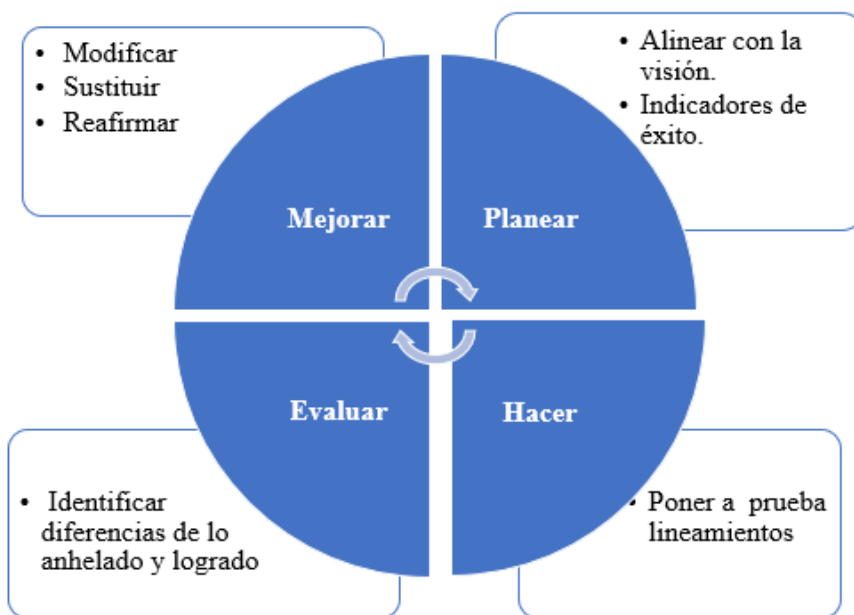 • Modificar
• Sustituir
• Reafirmar
• Alinear con la
visión.
• Indicadores de
éxito.
Mejorar
Planear
Evaluar
Hacer
• Identificar
diferencias de lo
anhelado y logrado
• Poner a prueba
lineamientos